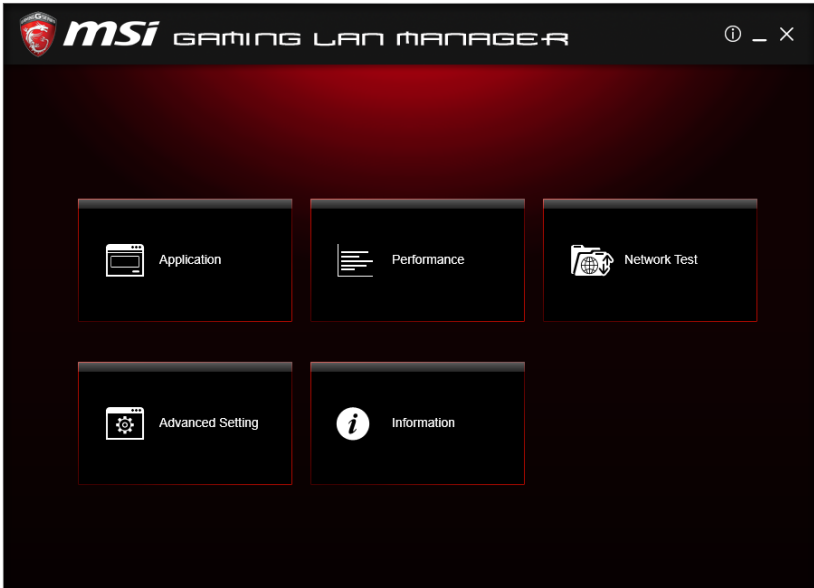 msi GAMING LAN MANAGER
Application
Performance
Network Test
Advanced Setting
Information